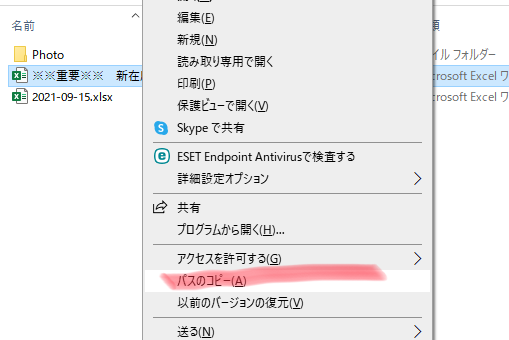 名前
編集(E)
新規(N)
読み取り専用で開く
印刷(P)
保護ビューで開く(V)
Skype で共有
ESET Endpoint Antivirusで検査する
詳細設定オプション
共有
プログラムから開く(H)...
アクセスを許可する(G)
パスのコピー(A)
以前のバージョンの復元(V)
送る(N)
Photo
イル フォルダー
※※重要※※　新在
crosoft Excel ワ
2021-09-15.xlsx
crosoft Excel ワ